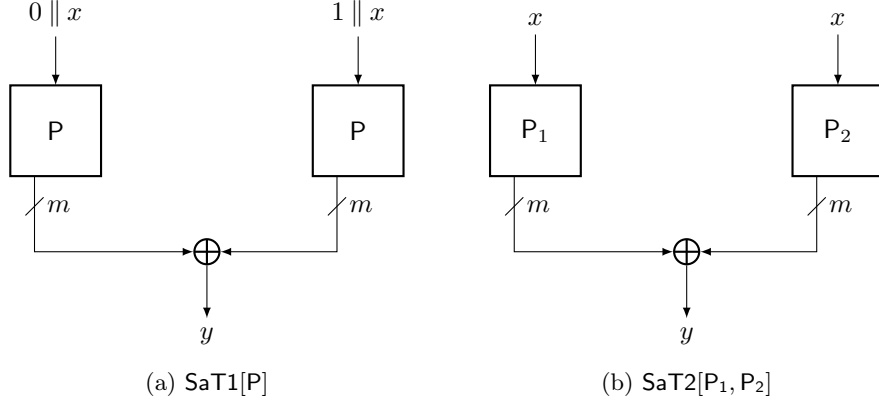 0 ∥ x 1 ∥ x x x
P P P₁ P₂
m m m m
y y
(a) SaT1[P] (b) SaT2[P₁, P₂]